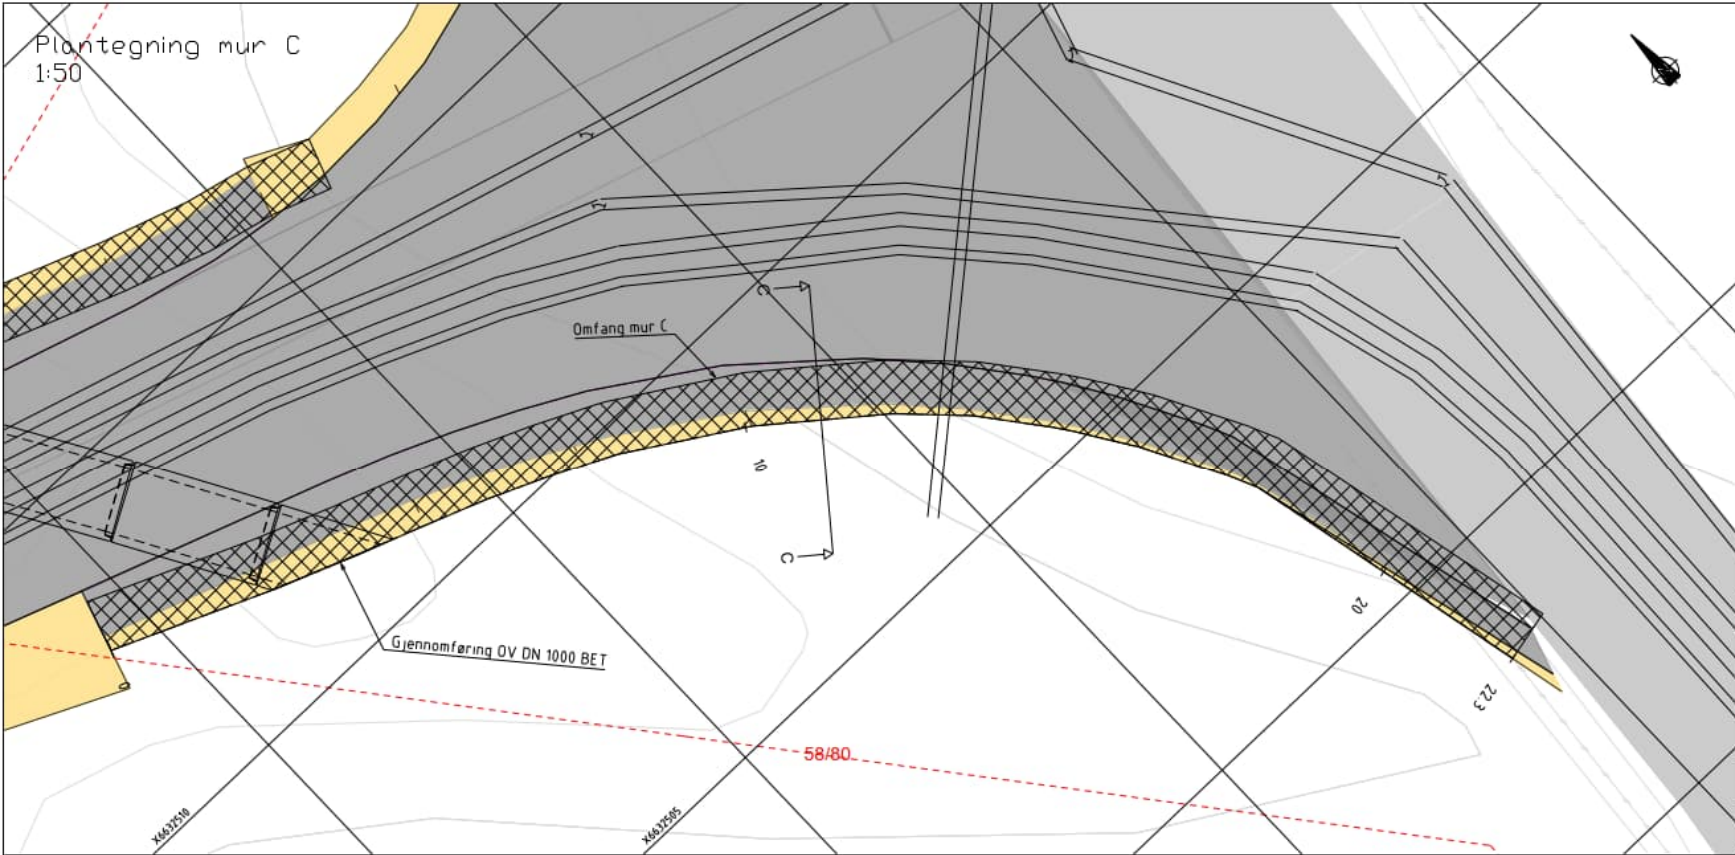 Plantegning mur C
1:50
C
Omfang mur C
10
C
20
Gjennomføring OV DN 1000 BET
0
22.3
58/80
X6632510
X6632505